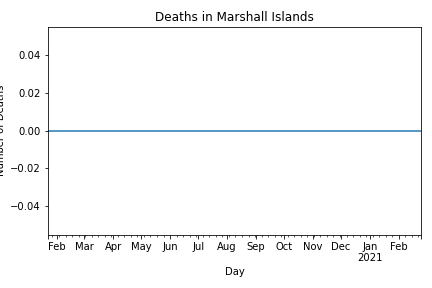 Deaths in Marshall Islands
0.04
0.02
0.00
−0.02
−0.04
Number of Deaths
Feb Mar Apr May Jun Jul Aug Sep Oct Nov Dec Jan Feb
2021
Day